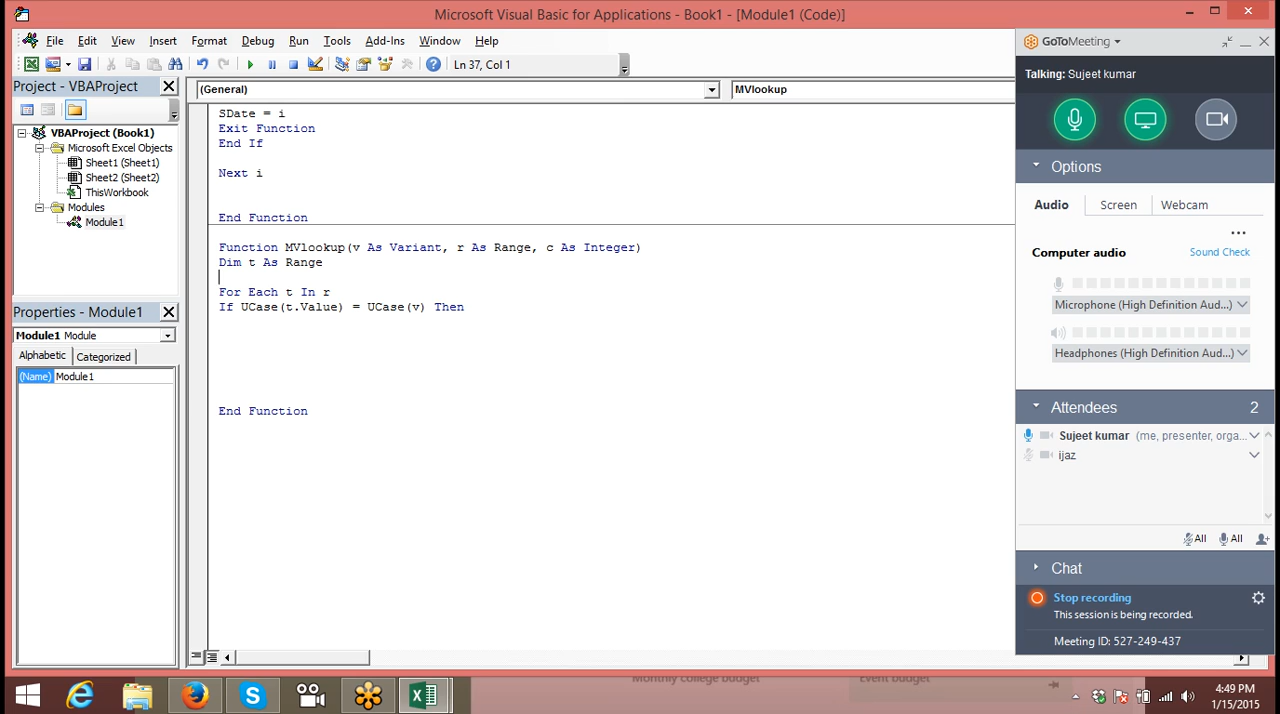 Microsoft Visual Basic for Applications - Book1 - [Module1 (Code)]
File Edit View Insert Format Debug Run Tools Add-Ins Window Help
Ln 37, Col 1
Project - VBAProject
(General)
MVlookup
VBAProject (Book1)
Microsoft Excel Objects
Sheet1 (Sheet1)
Sheet2 (Sheet2)
ThisWorkbook
Modules
Module1
Properties - Module1
Module1 Module
Alphabetic
Categorized
(Name) Module1
SDate = i
Exit Function
End If
Next i
End Function
Function MVlookup(v As Variant, r As Range, c As Integer)
Dim t As Range
For Each t In r
If UCase(t.Value) = UCase(v) Then
End Function
GoToMeeting
Talking: Sujeet kumar
Options
Audio
Screen
Webcam
Computer audio
Sound Check
Microphone (High Definition Aud...)
Headphones (High Definition Aud...)
Attendees 2
Sujeet kumar (me, presenter, orga...
ijaz
All
All
Chat
Stop recording
This session is being recorded.
Meeting ID: 527-249-437
Monthly college budget
Event budget
4:49 PM
1/15/2015